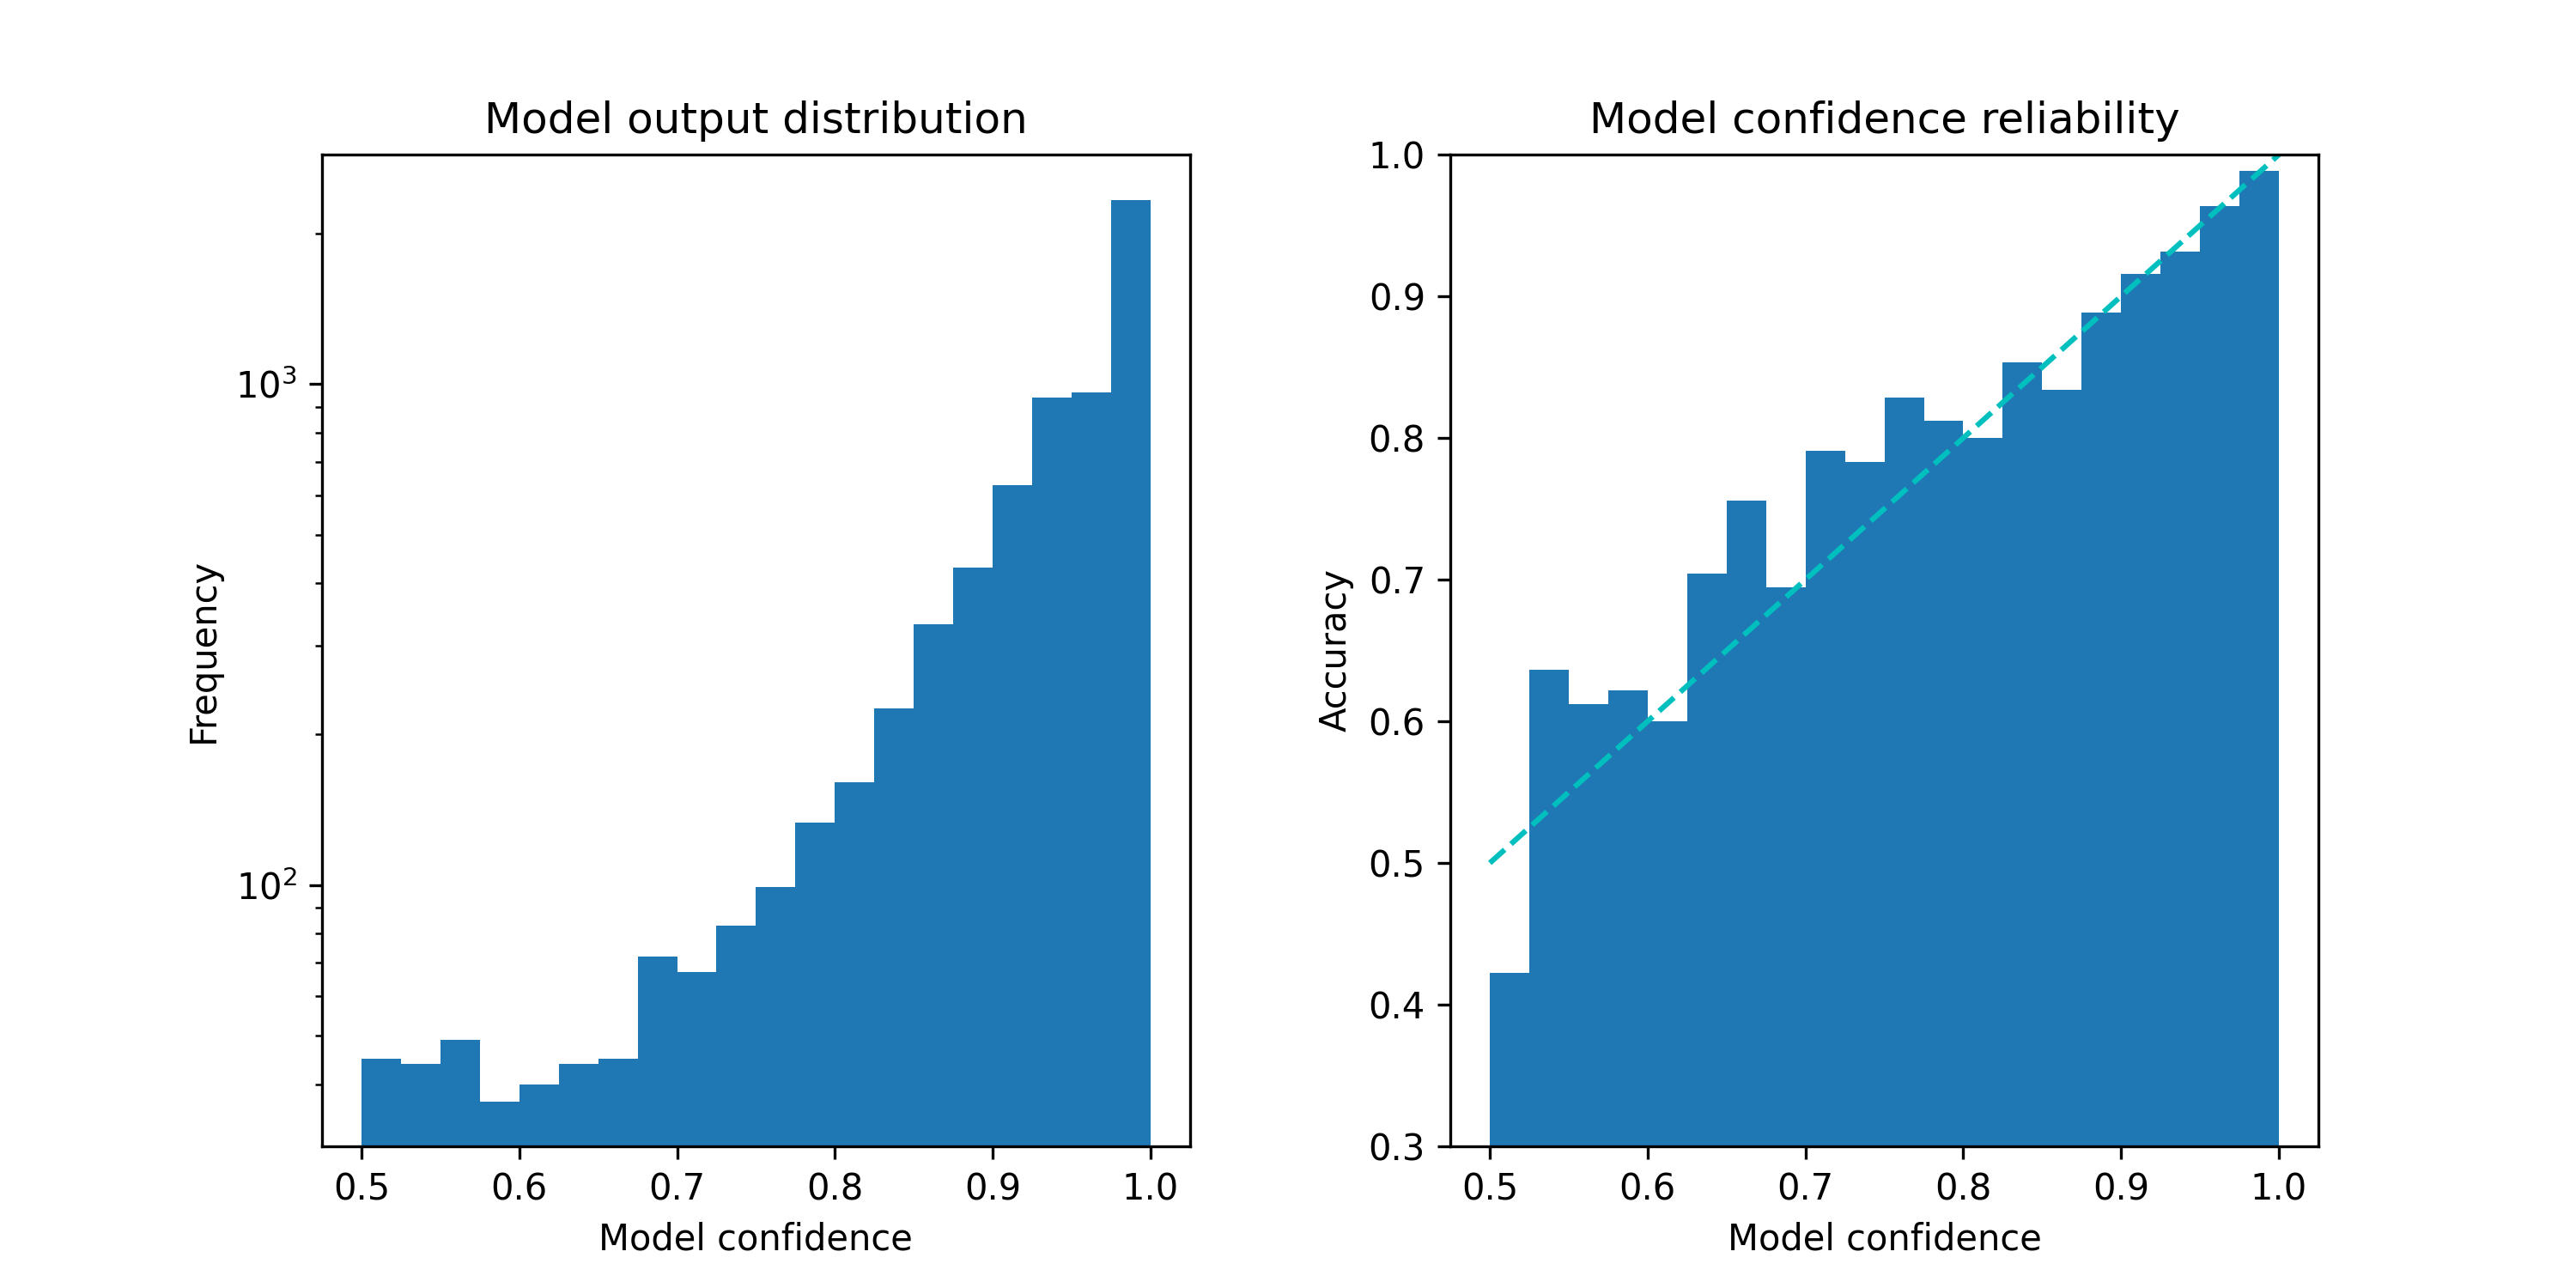 Model output distribution
Frequency
10³
10²
0.5 0.6 0.7 0.8 0.9 1.0
Model confidence
Model confidence reliability
Accuracy
1.0
0.9
0.8
0.7
0.6
0.5
0.4
0.3
0.5 0.6 0.7 0.8 0.9 1.0
Model confidence